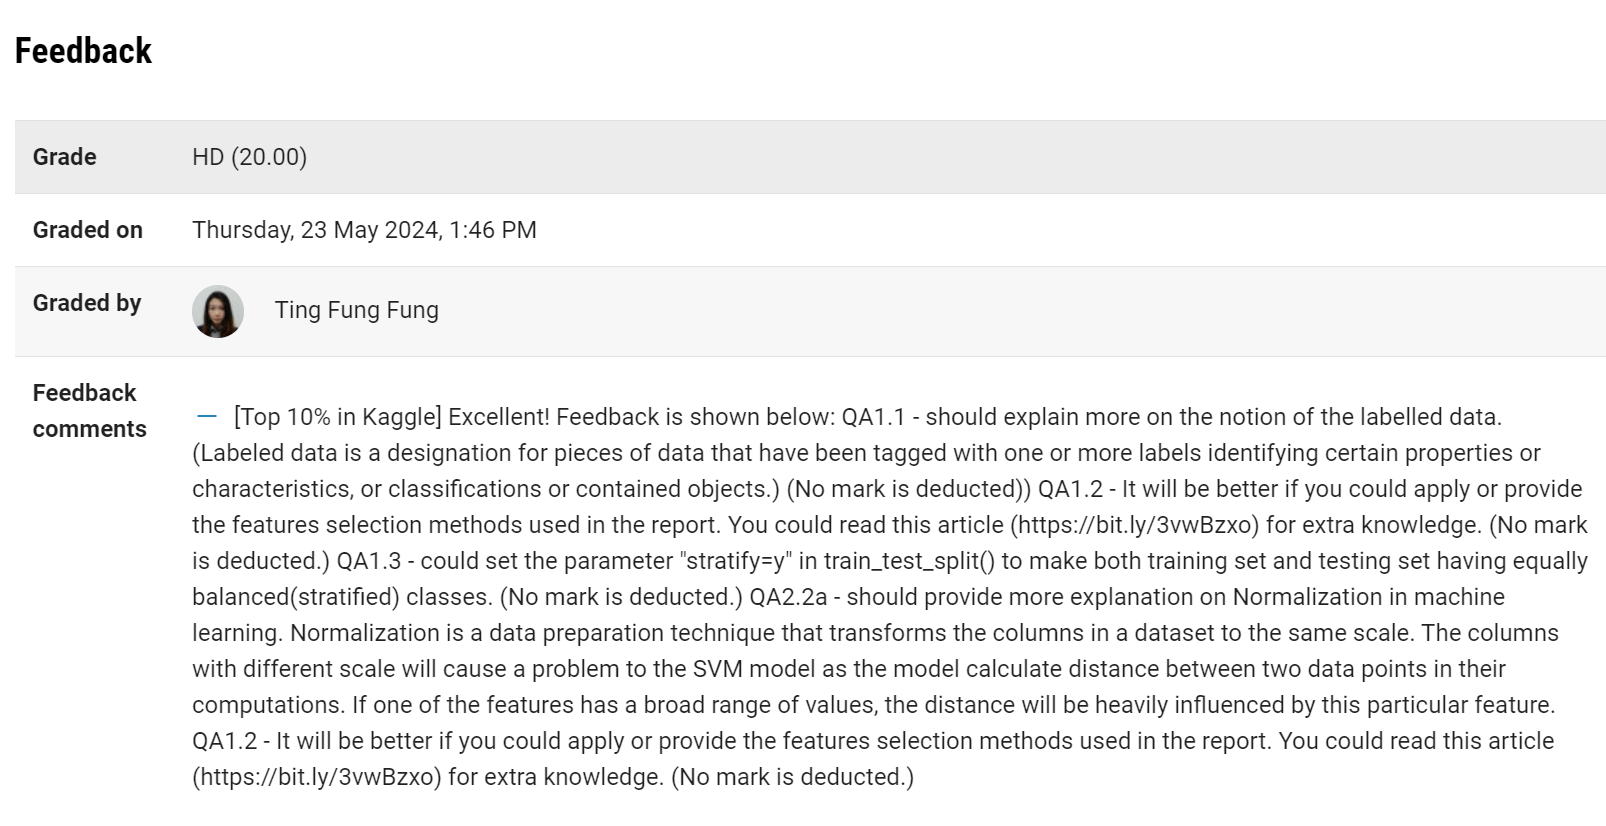 Feedback
Grade HD (20.00)
Graded on Thursday, 23 May 2024, 1:46 PM
Graded by Ting Fung Fung
Feedback comments
[Top 10% in Kaggle] Excellent! Feedback is shown below: QA1.1 - should explain more on the notion of the labelled data.
(Labeled data is a designation for pieces of data that have been tagged with one or more labels identifying certain properties or
characteristics, or classifications or contained objects.) (No mark is deducted)) QA1.2 - It will be better if you could apply or provide
the features selection methods used in the report. You could read this article (https://bit.ly/3vwBzxo) for extra knowledge. (No mark
is deducted.) QA1.3 - could set the parameter "stratify=y" in train_test_split() to make both training set and testing set having equally
balanced(stratified) classes. (No mark is deducted.) QA2.2a - should provide more explanation on Normalization in machine
learning. Normalization is a data preparation technique that transforms the columns in a dataset to the same scale. The columns
with different scale will cause a problem to the SVM model as the model calculate distance between two data points in their
computations. If one of the features has a broad range of values, the distance will be heavily influenced by this particular feature.
QA1.2 - It will be better if you could apply or provide the features selection methods used in the report. You could read this article
(https://bit.ly/3vwBzxo) for extra knowledge. (No mark is deducted.)